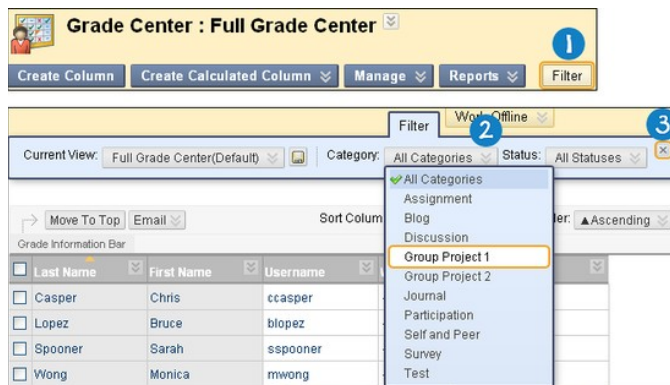 Grade Center : Full Grade Center
1
Create Column Create Calculated Column Manage Reports Filter
Filter Work Offline
2 3
Current View: Full Grade Center(Default) Category: All Categories Status: All Statuses
All Categories
Assignment
Move To Top Email Sort Colum Blog er: Ascending
Discussion
Grade Information Bar
Group Project 1
Last Name First Name Username
Group Project 2
Casper Chris ccasper
Journal
Participation
Lopez Bruce blopez
Self and Peer
Spooner Sarah sspooner
Survey
Wong Monica mwong
Test